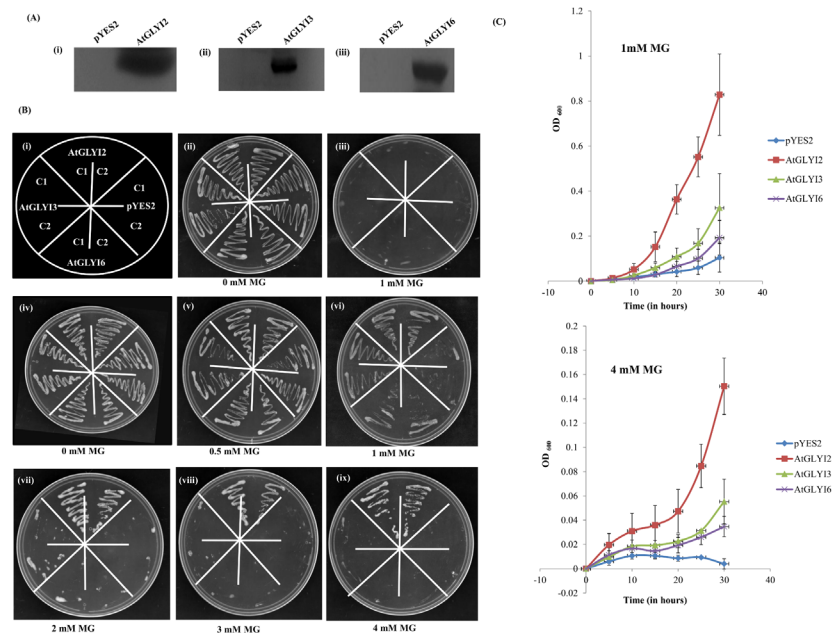 (A)
pYES2 AtGLYI2
(i)
pYES2 AtGLYI3
(ii)
pYES2 AtGLYI6
(iii)
(B)
(i)
AtGLYI2
C1 C2
C1 C1
AtGLYI3 pYES2
C2 C2
C1 C2
AtGLYI6
(ii)
0 mM MG
(iii)
1 mM MG
(iv)
0 mM MG
(v)
0.5 mM MG
(vi)
1 mM MG
(vii)
2 mM MG
(viii)
3 mM MG
(ix)
4 mM MG
(C)
1mM MG
OD 600
1.2
1
0.8
0.6
0.4
0.2
0
-10 0 10 20 30 40
Time (in hours)
pYES2
AtGLYI2
AtGLYI3
AtGLYI6
4 mM MG
OD 600
0.2
0.18
0.16
0.14
0.12
0.1
0.08
0.06
0.04
0.02
0
-0.02
-10 0 10 20 30 40
Time (in hours)
pYES2
AtGLYI2
AtGLYI3
AtGLYI6